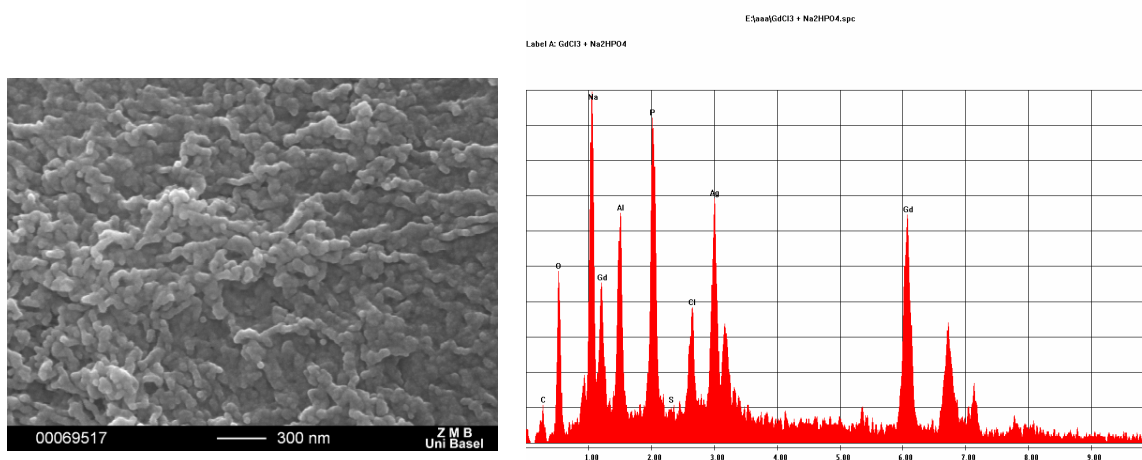 E:\aaa\GdCl3 + Na2HPO4.spc
Label A: GdCl3 + Na2HPO4
Na
P
Ag
Al
Gd
O
Gd
Cl
C
S
1.00 2.00 3.00 4.00 5.00 6.00 7.00 8.00 9.00
00069517
300 nm
Z M B
Uni Basel